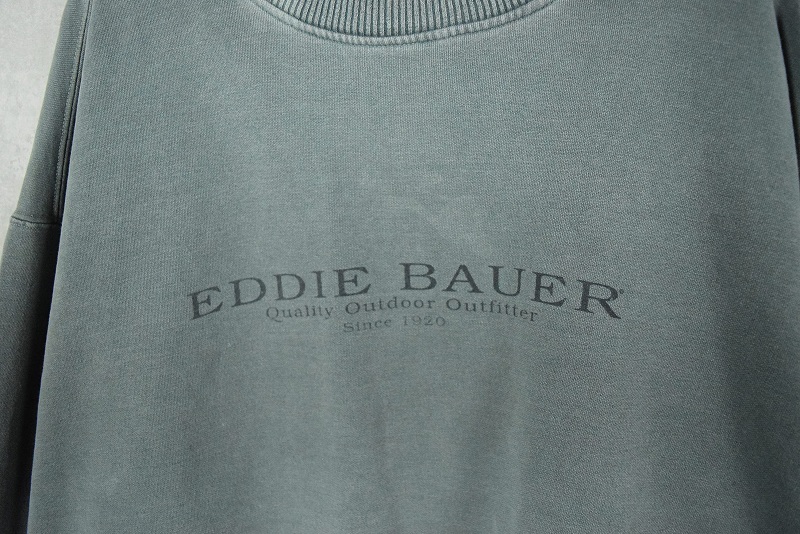 EDDIE BAUER®
Quality Outdoor Outfitter
Since 1920